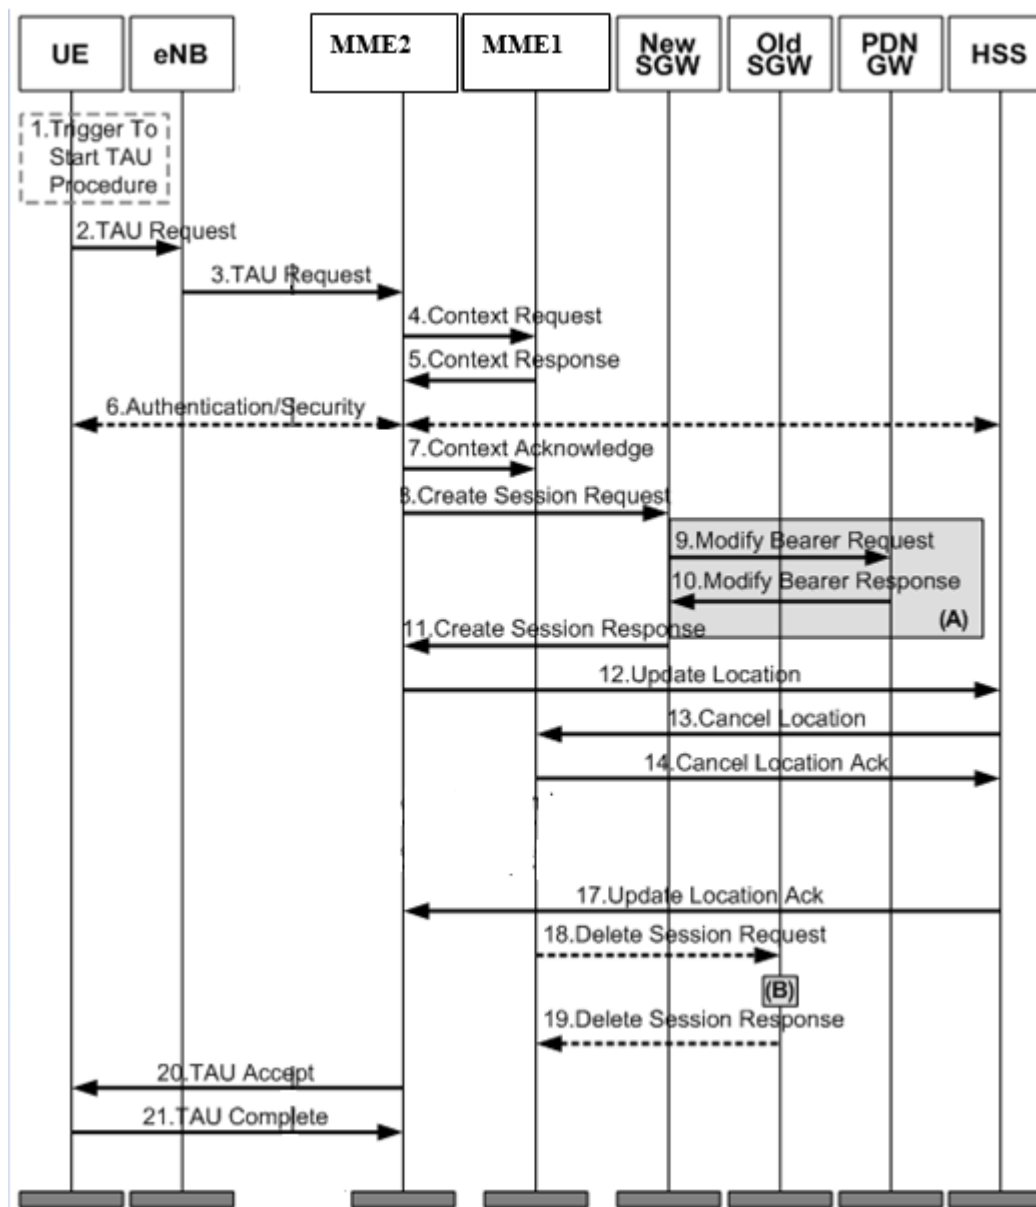 UE
eNB
MME2
MME1
New
SGW
Old
SGW
PDN
GW
HSS
1.Trigger To
Start TAU
Procedure
2.TAU Request
3.TAU Request
4.Context Request
5.Context Response
6.Authentication/Security
7.Context Acknowledge
8.Create Session Request
9.Modify Bearer Request
10.Modify Bearer Response
(A)
11.Create Session Response
12.Update Location
13.Cancel Location
14.Cancel Location Ack
17.Update Location Ack
18.Delete Session Request
(B)
19.Delete Session Response
20.TAU Accept
21.TAU Complete